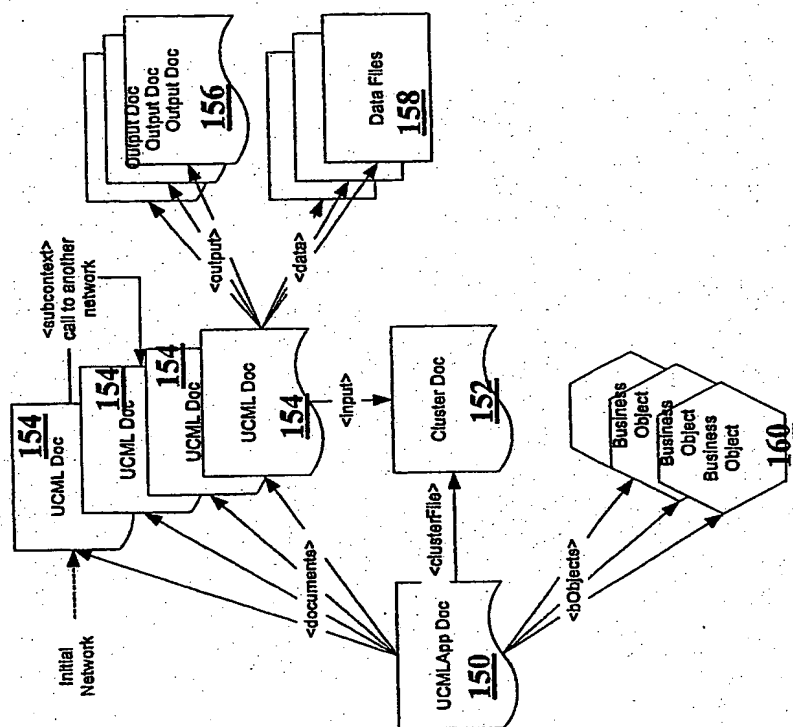 Initial
Network
154
UCML Doc
154
UCML Doc
154
UCML Doc
UCML Doc
154
<subcontext>
call to another
network
<documents>
<output>
Output Doc
Output Doc
Output Doc
156
<data>
Data Files
158
<input>
UCMLApp Doc
150
<clusterFile>
Cluster Doc
152
<bObjects>
Business
Object
Business
Object
Business
Object
160